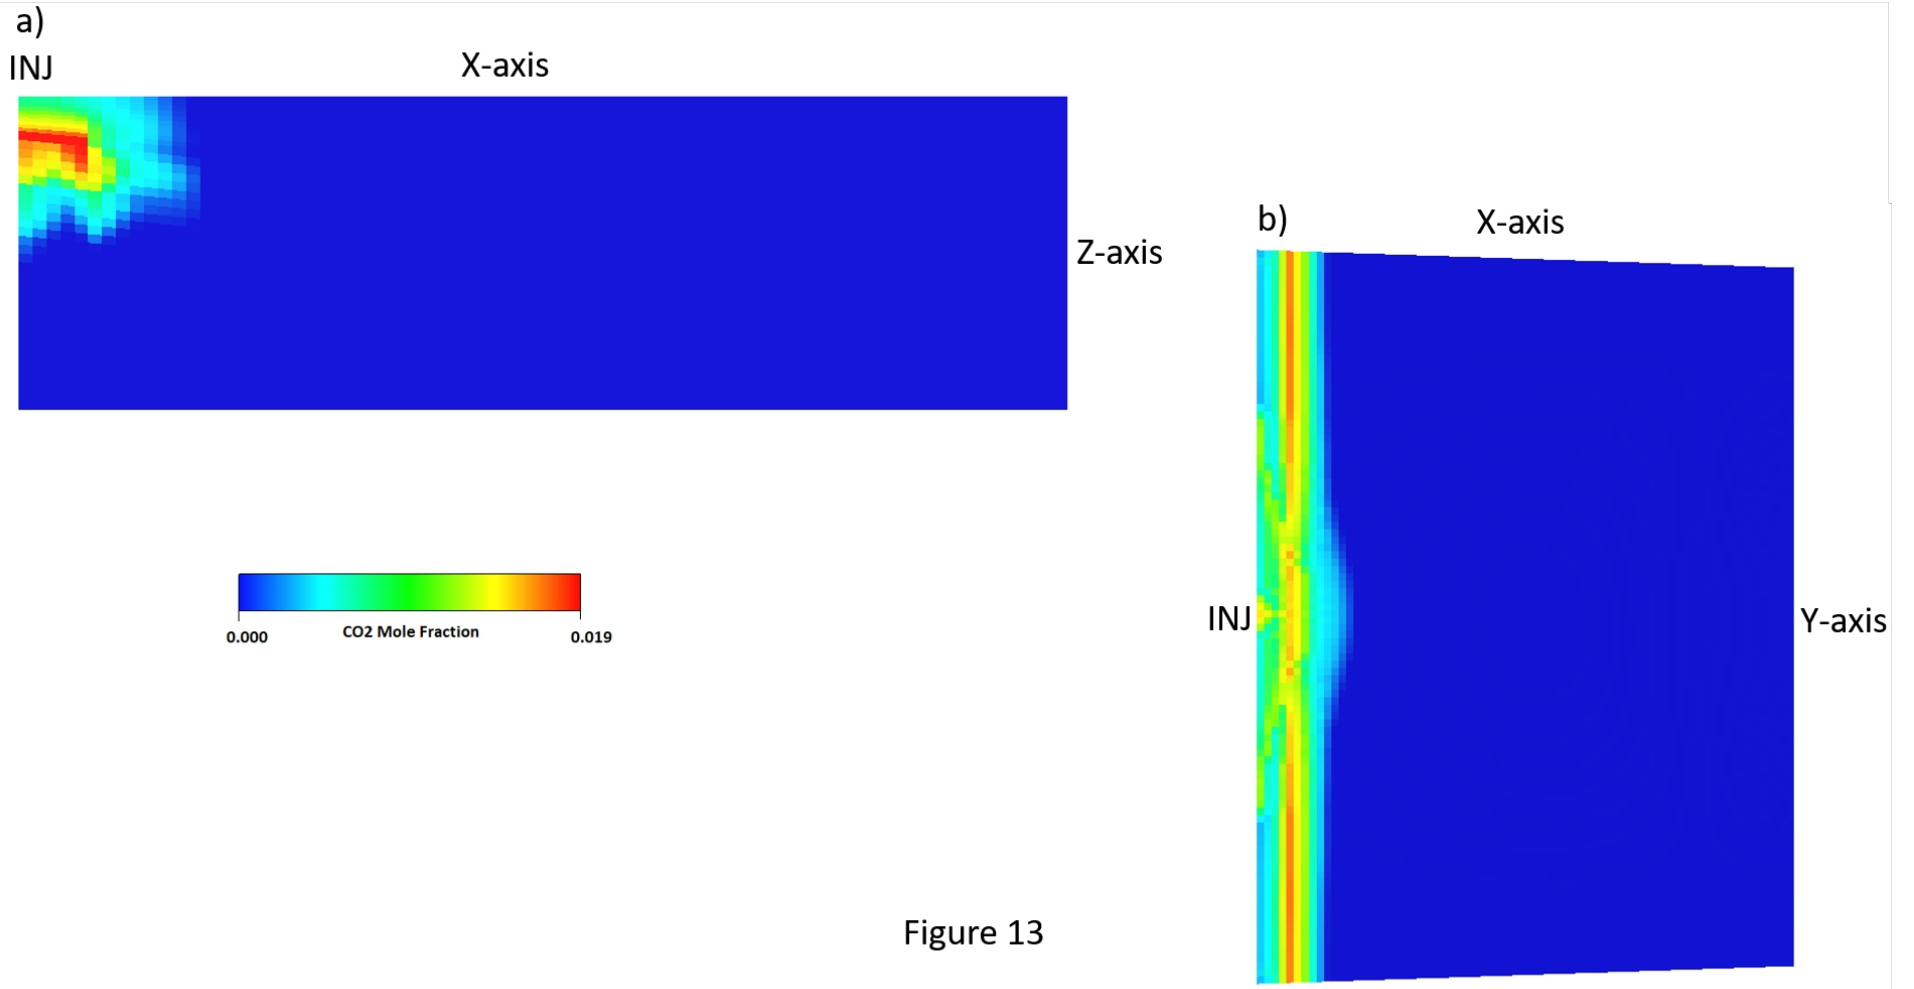 a)
INJ
X-axis
Z-axis
b)
X-axis
INJ
Y-axis
0.000
CO2 Mole Fraction
0.019
Figure 13